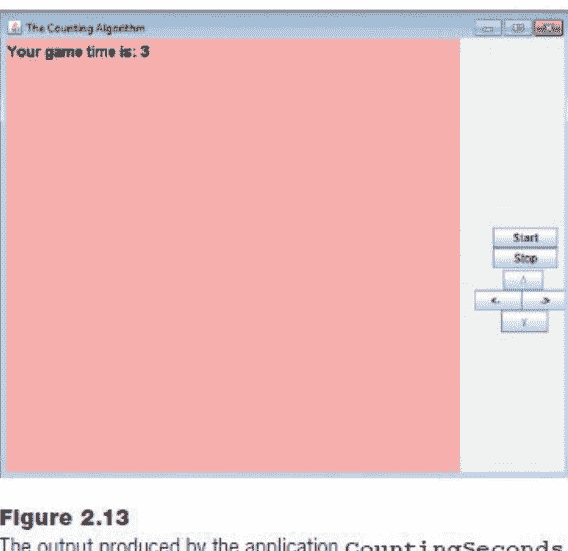 The Counting Algorithm
Your game time is: 3
Start
Stop
Λ
<-
->
V
Figure 2.13
The output produced by the application CountingSeconds